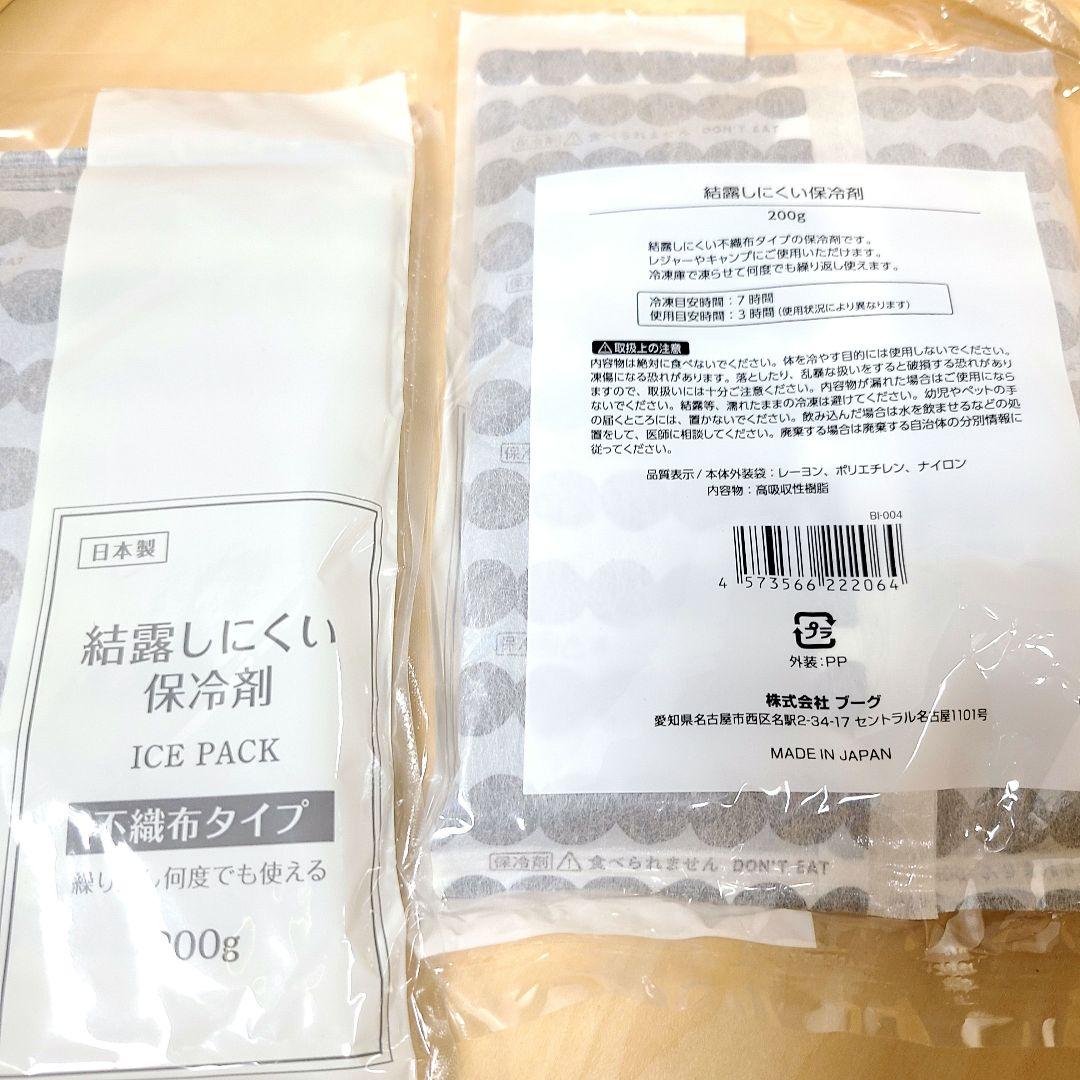 日本製
結露しにくい
保冷剤
ICE PACK
不織布タイプ
何度でも使える
200g
結露しにくい保冷剤
200g
結露しにくい不織布タイプの保冷剤です。
レジャーやキャンプにご使用いただけます。
冷凍庫で凍らせて何度でも繰り返し使えます。
冷凍目安時間：7 時間
使用目安時間：3 時間（使用状況により異なります）
取扱上の注意
内容物は絶対に食べないでください。体を冷やす目的には使用しないでください。
凍傷になる恐れがあります。落としたり、乱暴な扱いをすると破損する恐れがあり
ますので、取扱いには十分ご注意ください。内容物が漏れた場合はご使用になら
ないでください。結露等、濡れたままの冷凍は避けてください。幼児やペットの手
の届くところには、置かないでください。飲み込んだ場合は水を飲ませるなどの処
置をして、医師に相談してください。廃棄する場合は廃棄する自治体の分別情報に
従ってください。
品質表示 / 本体外装袋：レーヨン、ポリエチレン、ナイロン
内容物：高吸収性樹脂
BI-004
4 573566 222064
プラ
外装：PP
株式会社 ブーグ
愛知県名古屋市西区名駅2-34-17 セントラル名古屋1101号
MADE IN JAPAN
保冷剤 食べられません DON'T EAT